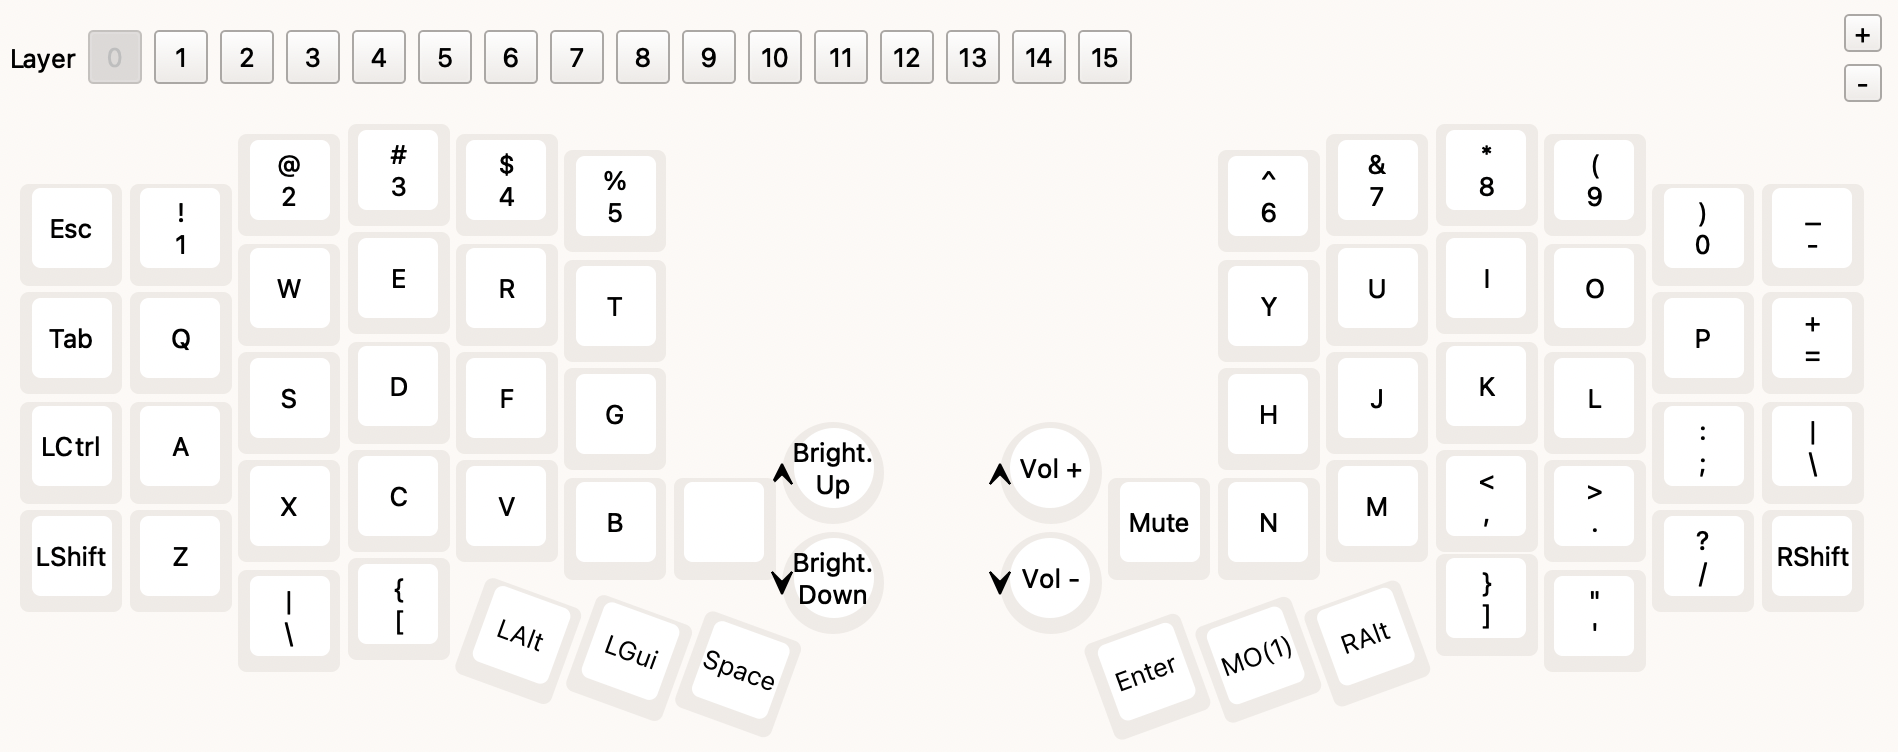 Layer 0 1 2 3 4 5 6 7 8 9 10 11 12 13 14 15
+
-
Esc
!
1
@
2
#
3
$
4
%
5
^
6
&
7
*
8
(
9
)
0
_
-
Tab
Q
W
E
R
T
Y
U
I
O
P
+
=
LCtrl
A
S
D
F
G
H
J
K
L
:
;
|
\
LShift
Z
X
C
V
B
Bright.
Up
Bright.
Down
Vol +
Vol -
Mute
N
M
<
,
>
.
?
/
RShift
|
\
{
[
LAlt
LGui
Space
Enter
MO(1)
RAlt
}
]
"
'